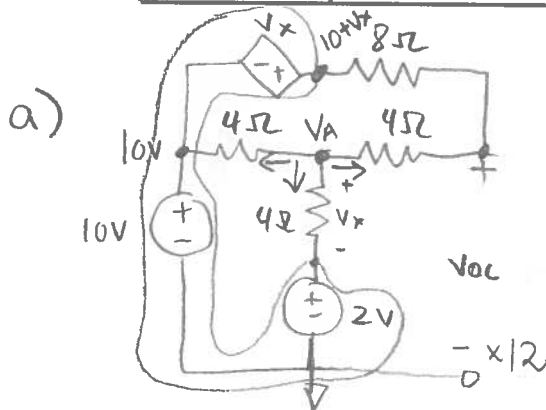 Vx 10+Vx 8Ω
a)
4Ω VA 4Ω
10V
+
+
10V + 4Ω Vx
-
-
+ 2V VOC
-
- x12